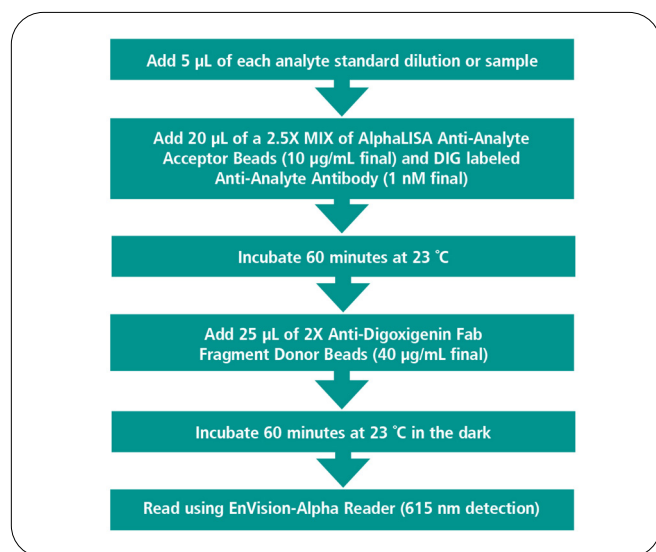 Add 5 µL of each analyte standard dilution or sample
Add 20 µL of a 2.5X MIX of AlphaLISA Anti-Analyte
Acceptor Beads (10 µg/mL final) and DIG labeled
Anti-Analyte Antibody (1 nM final)
Incubate 60 minutes at 23 ˚C
Add 25 µL of 2X Anti-Digoxigenin Fab
Fragment Donor Beads (40 µg/mL final)
Incubate 60 minutes at 23 ˚C in the dark
Read using EnVision-Alpha Reader (615 nm detection)